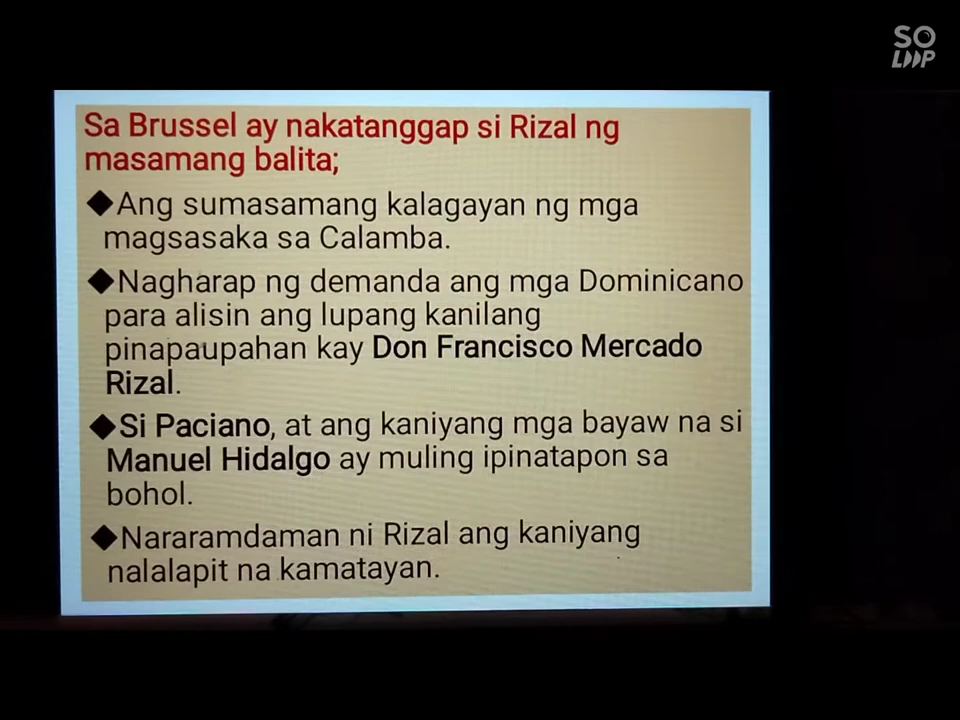 SO
LOOP
Sa Brussel ay nakatanggap si Rizal ng
masamang balita;
◆Ang sumasamang kalagayan ng mga
magsasaka sa Calamba.
◆Nagharap ng demanda ang mga Dominicano
para alisin ang lupang kanilang
pinapaupahan kay Don Francisco Mercado
Rizal.
◆Si Paciano, at ang kaniyang mga bayaw na si
Manuel Hidalgo ay muling ipinatapon sa
bohol.
◆Nararamdaman ni Rizal ang kaniyang
nalalapit na kamatayan.